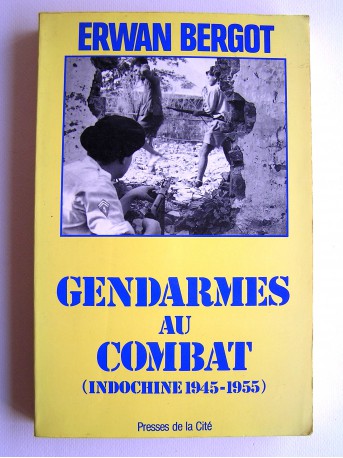 ERWAN BERGOT
GENDARMES
AU
COMBAT
(INDOCHINE 1945-1955)
Presses de la Cité